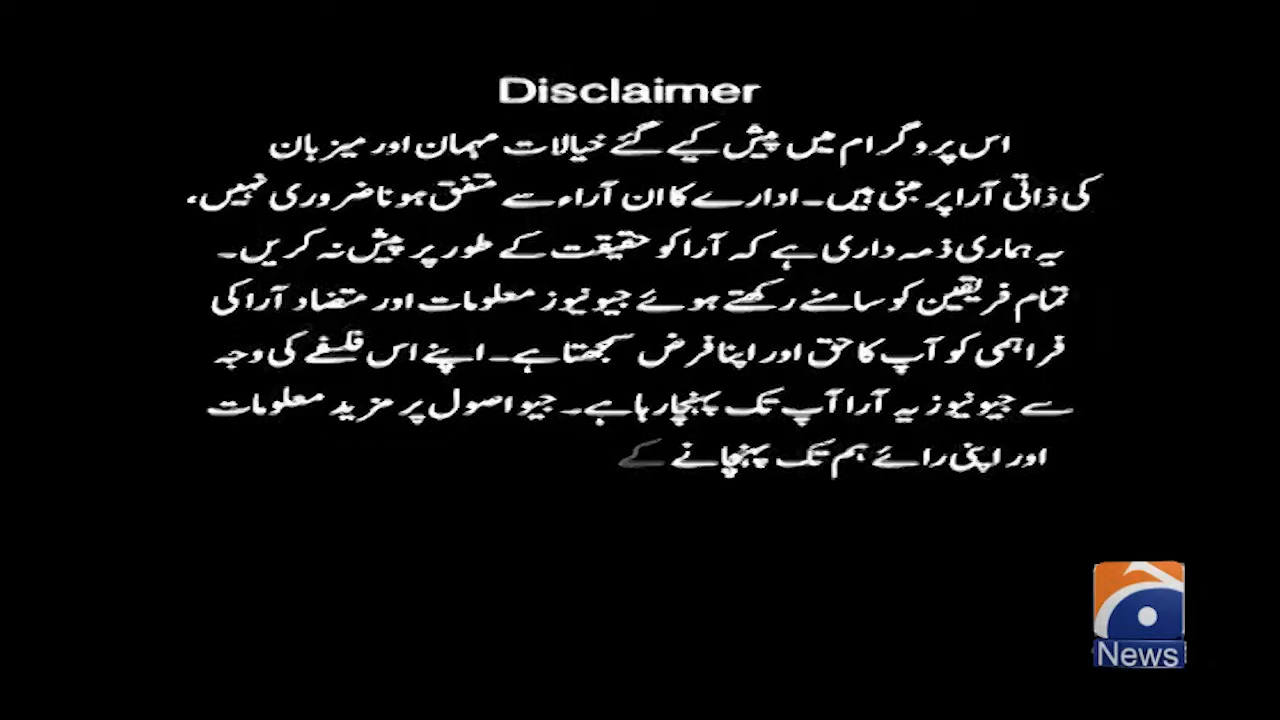 Disclaimer
اس پروگرام میں پیش کیے گئے خیالات مہمان اور میزبان
کی ذاتی آرا پر مبنی ہیں۔ ادارے کا ان آراء سے متفق ہونا ضروری نہیں،
یہ ہماری ذمہ داری ہے کہ آرا کو حقیقت کے طور پر پیش نہ کریں۔
تمام فریقین کو سامنے رکھتے ہوئے جیو نیوز معلومات اور متضاد آرا کی
فراہمی کو آپ کا حق اور اپنا فرض سمجھتا ہے۔ اپنے اس فلسفے کی وجہ
سے جیو نیوز یہ آرا آپ تک پہنچا رہا ہے۔ جیو اصول پر مزید معلومات
اور اپنی رائے ہم تک پہنچانے کے
News